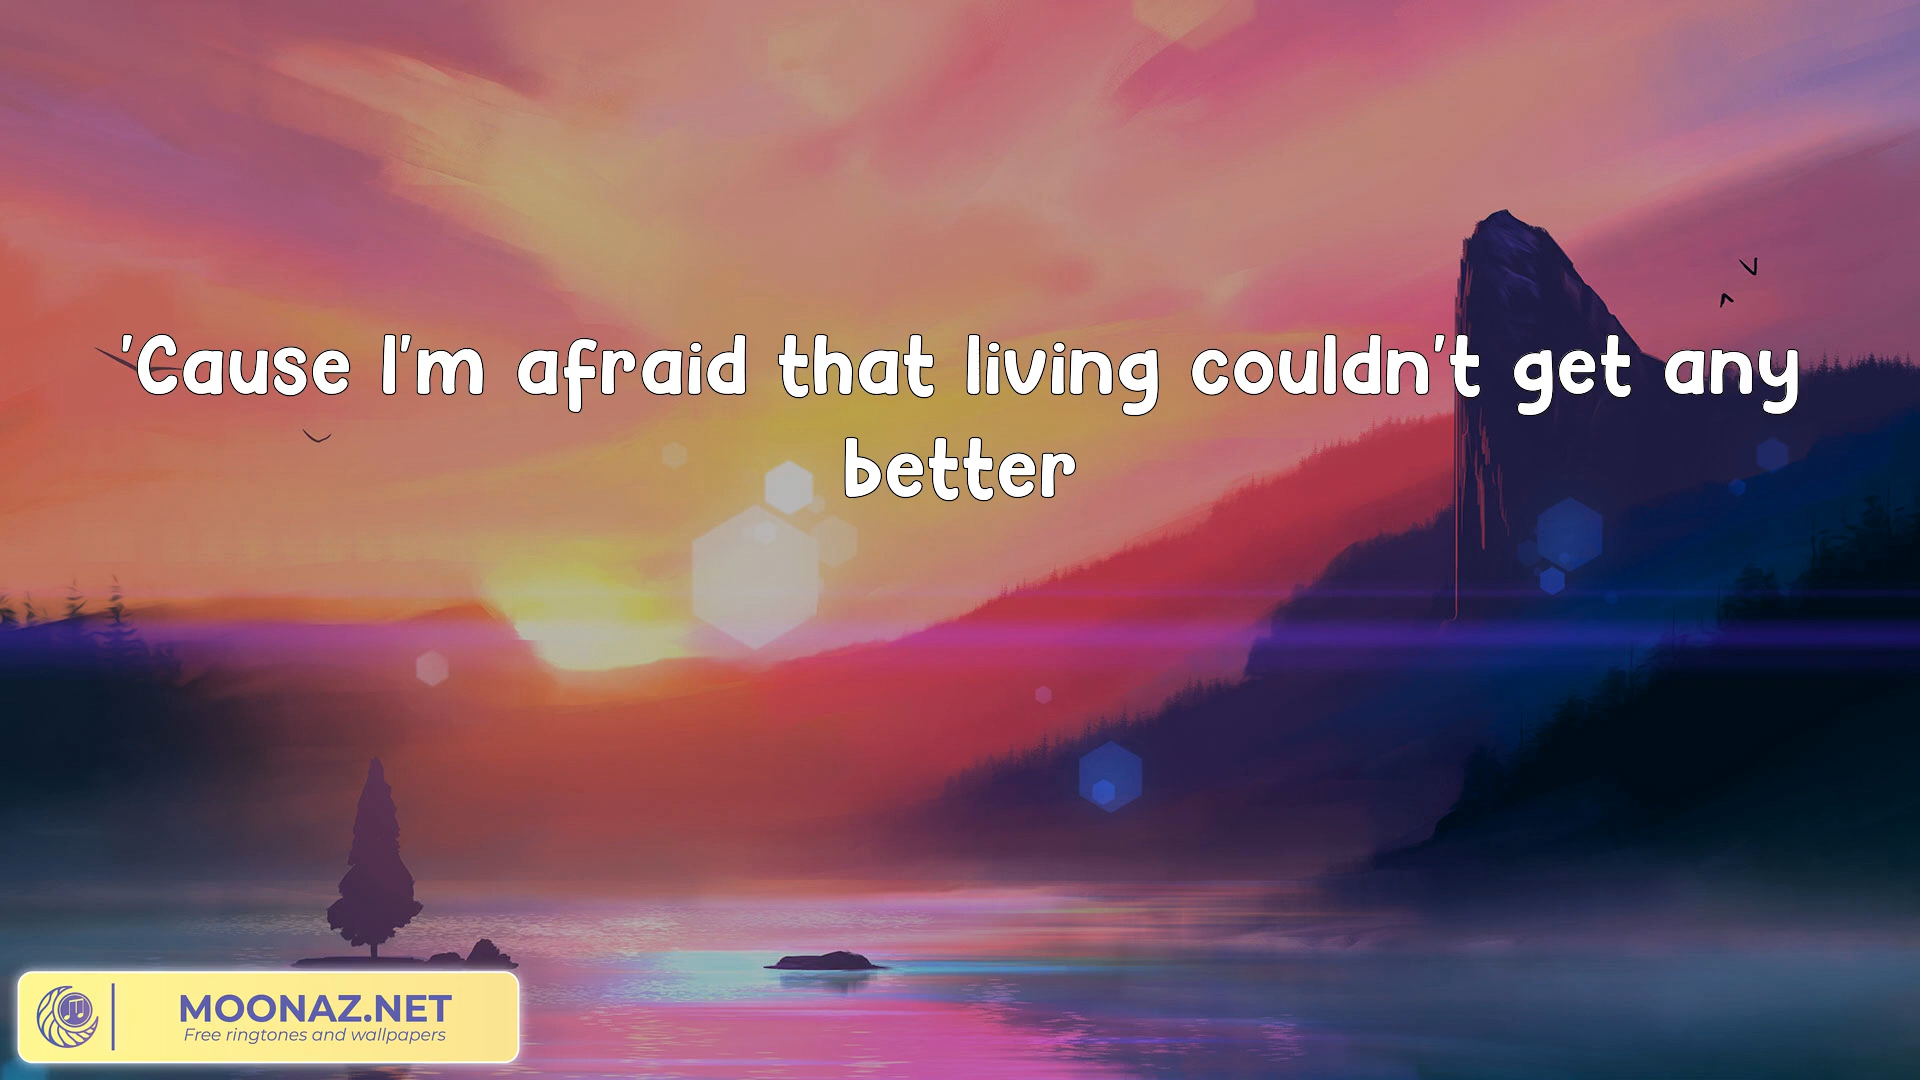 'Cause I'm afraid that living couldn't get any
better
MOONAZ.NET
Free ringtones and wallpapers